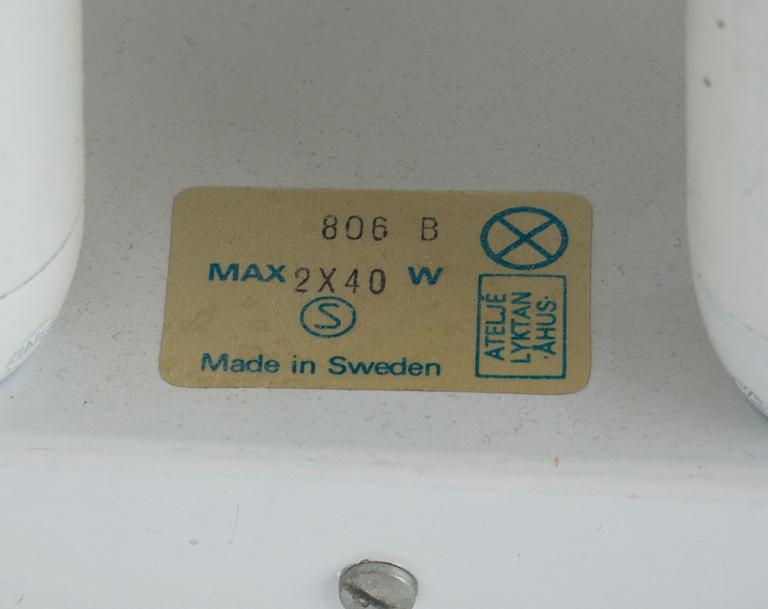 806 B
MAX 2X40 W
S
Made in Sweden
ATELJÉ
LYKTAN
·ÅHUS·